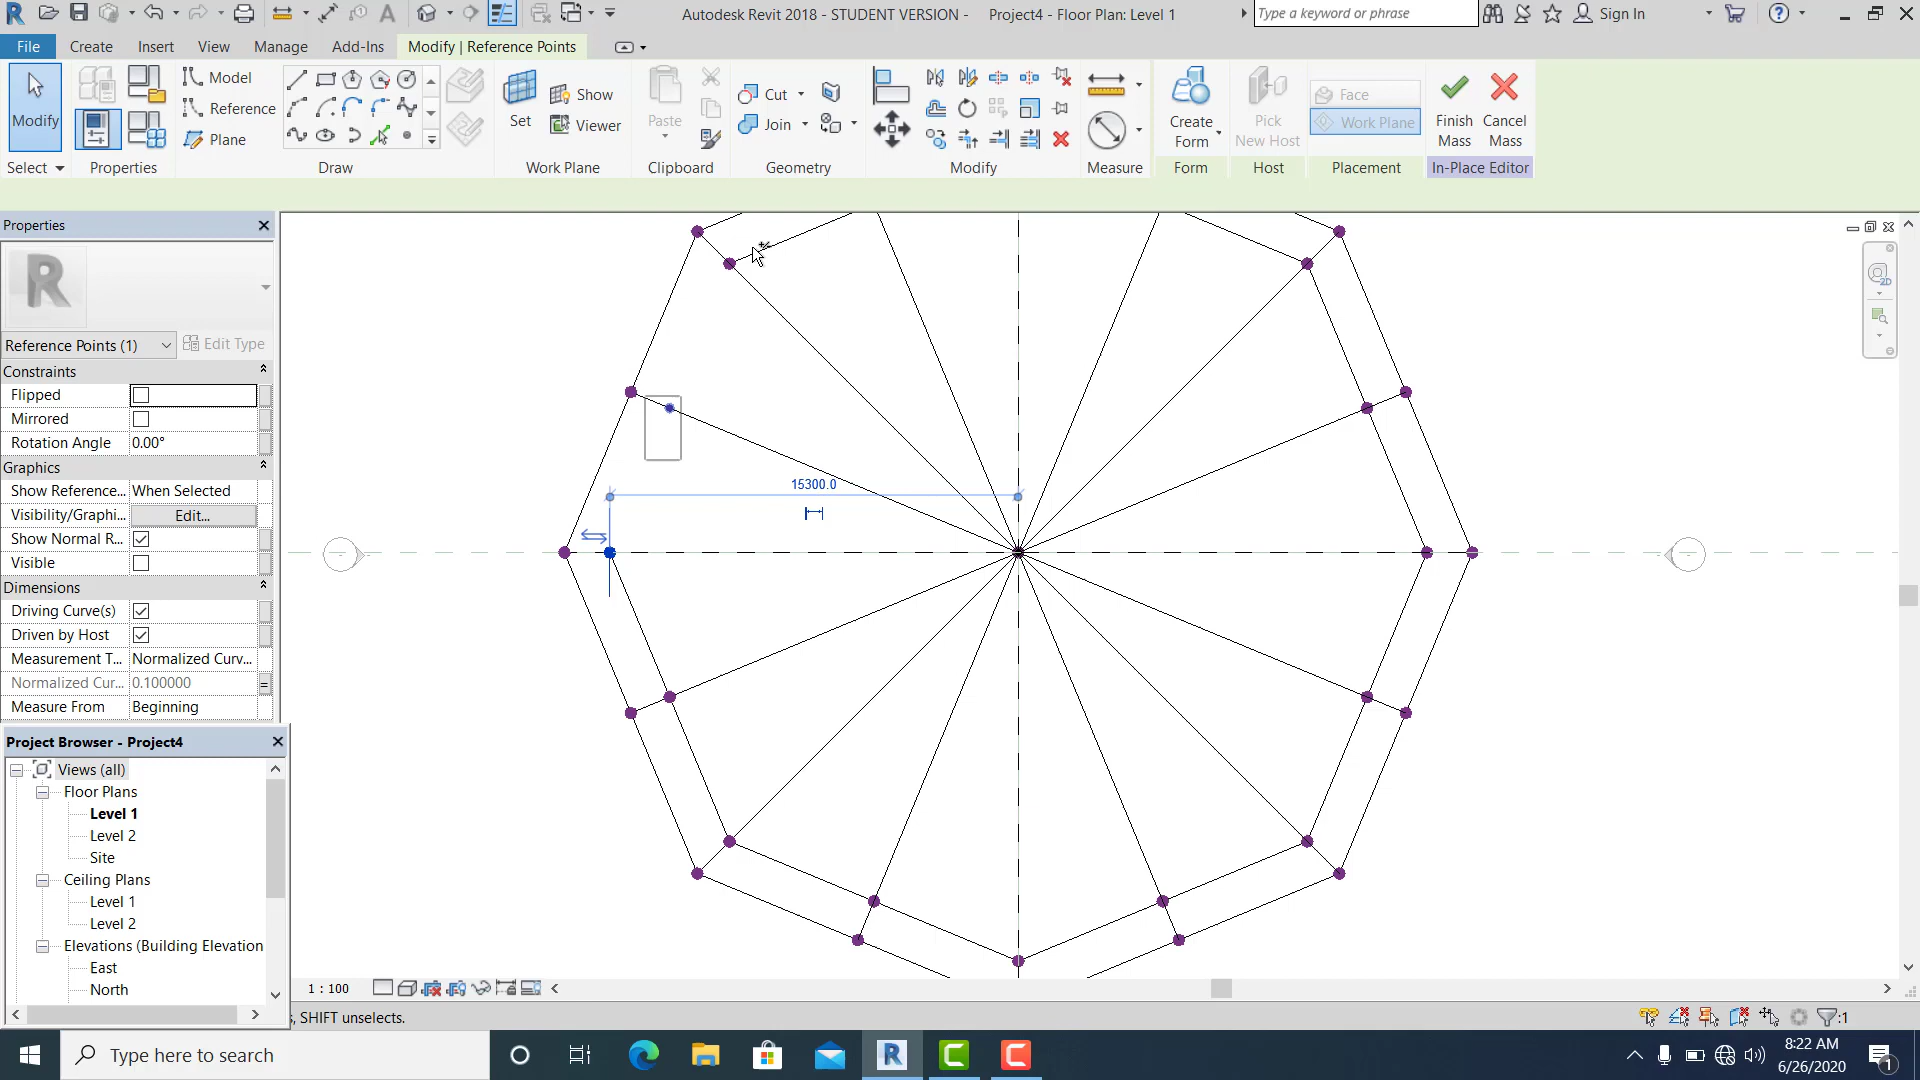 Autodesk Revit 2018 - STUDENT VERSION - Project4 - Floor Plan: Level 1
Type a keyword or phrase
Sign In
File Create Insert View Manage Add-Ins Modify | Reference Points
Modify
Select
Properties
Model
Reference
Plane
Draw
Set
Show
Viewer
Work Plane
Paste
Clipboard
Cut
Join
Geometry
Modify
Measure
Create
Form
Form
Pick
New Host
Host
Face
Work Plane
Placement
Finish
Mass
Cancel
Mass
In-Place Editor
Properties
R
Reference Points (1)
Edit Type
Constraints
Flipped
Mirrored
Rotation Angle 0.00°
Graphics
Show Reference... When Selected
Visibility/Graphi... Edit...
Show Normal R...
Visible
Dimensions
Driving Curve(s)
Driven by Host
Measurement T... Normalized Curv...
Normalized Cur... 0.100000
Measure From Beginning
Project Browser - Project4
Views (all)
Floor Plans
Level 1
Level 2
Site
Ceiling Plans
Level 1
Level 2
Elevations (Building Elevation
East
North
15300.0
2D
1 : 100
, SHIFT unselects.
:1
Type here to search
8:22 AM
6/26/2020
1